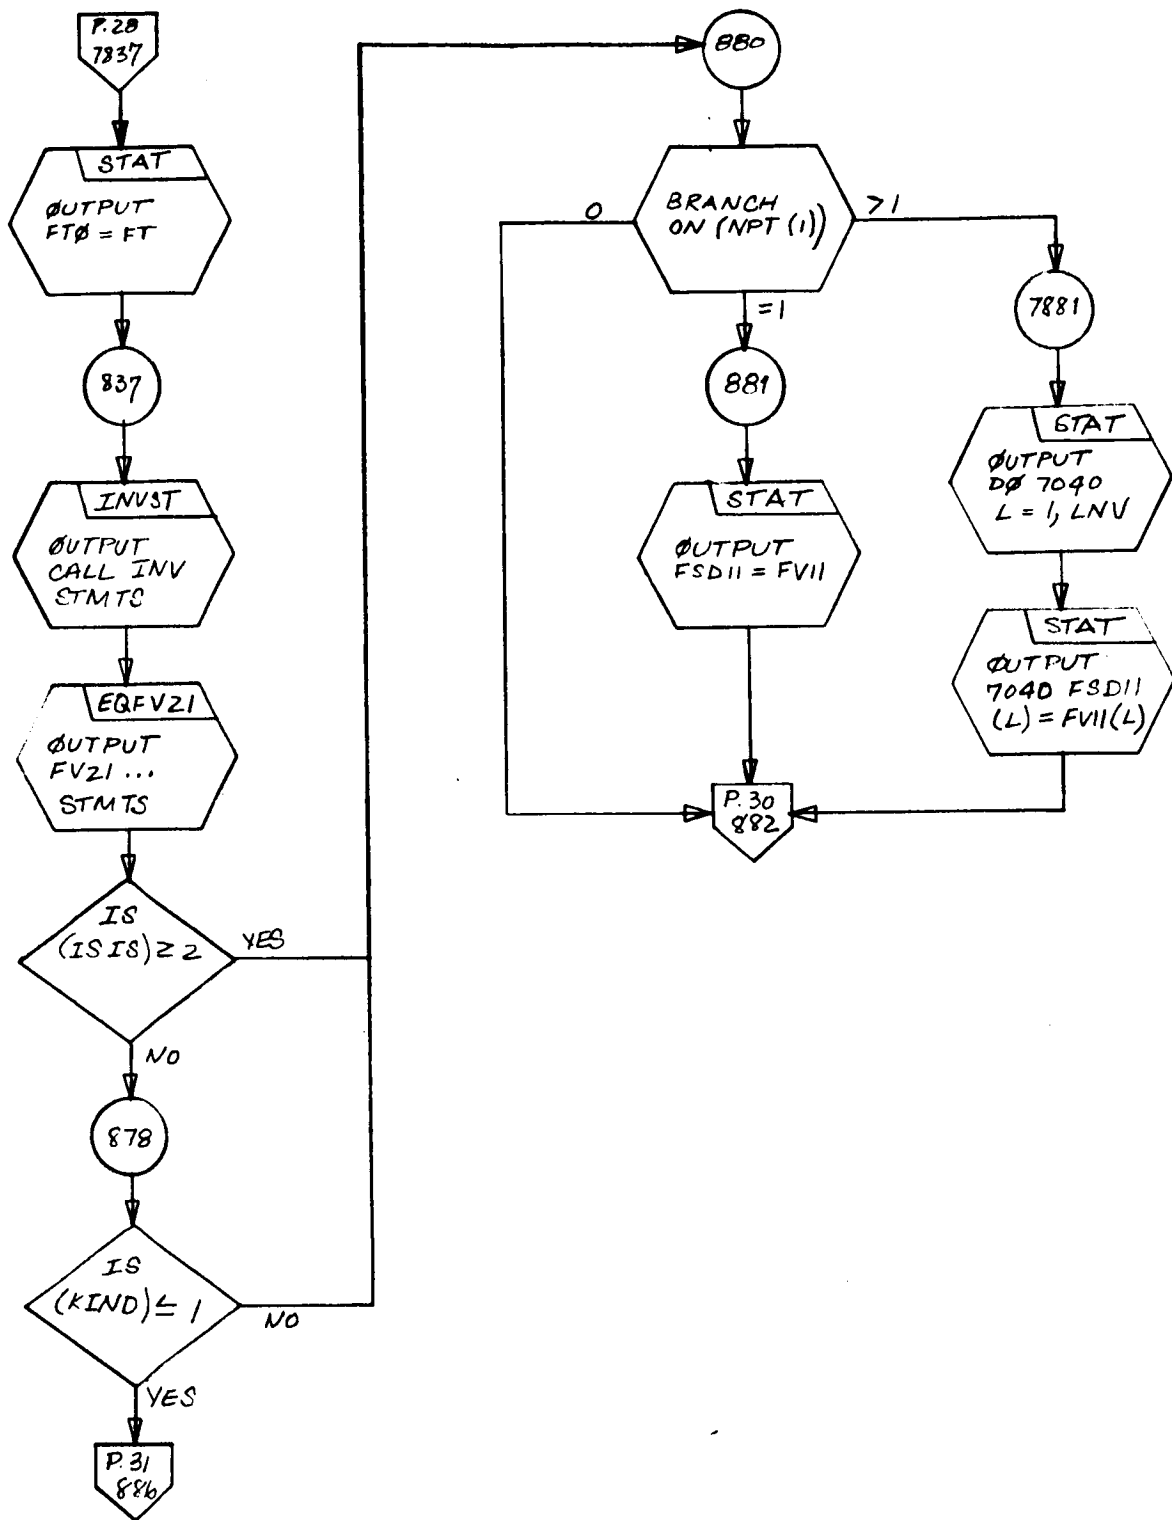 P.28
7837
STAT
ØUTPUT
FTØ = FT
837
INVST
ØUTPUT
CALL INV
STMTS
EQFV21
ØUTPUT
FV21 ...
STMTS
IS
(ISIS) ≥ 2
YES
NO
878
IS
(KIND) ≤ 1
NO
YES
P.31
886
880
BRANCH
ON (NPT (1))
0
>1
=1
881
STAT
ØUTPUT
FSD11 = FV11
7881
STAT
ØUTPUT
DØ 7040
L = 1, LNV
STAT
ØUTPUT
7040 FSD11
(L) = FV11(L)
P.30
882